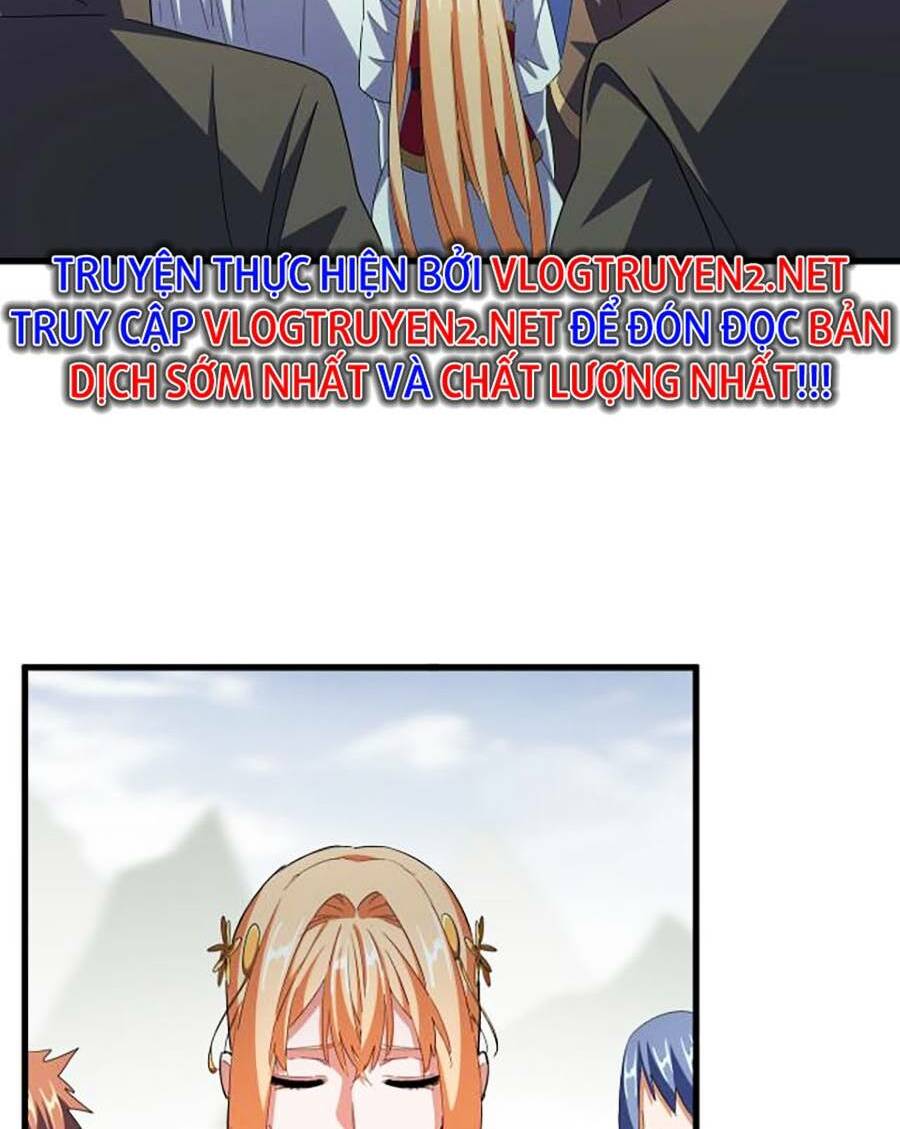 TRUYỆN THỰC HIỆN BỞI VLOGTRUYEN2.NET
TRUY CẬP VLOGTRUYEN2.NET ĐỂ ĐÓN ĐỌC BẢN
DỊCH SỚM NHẤT VÀ CHẤT LƯỢNG NHẤT!!!